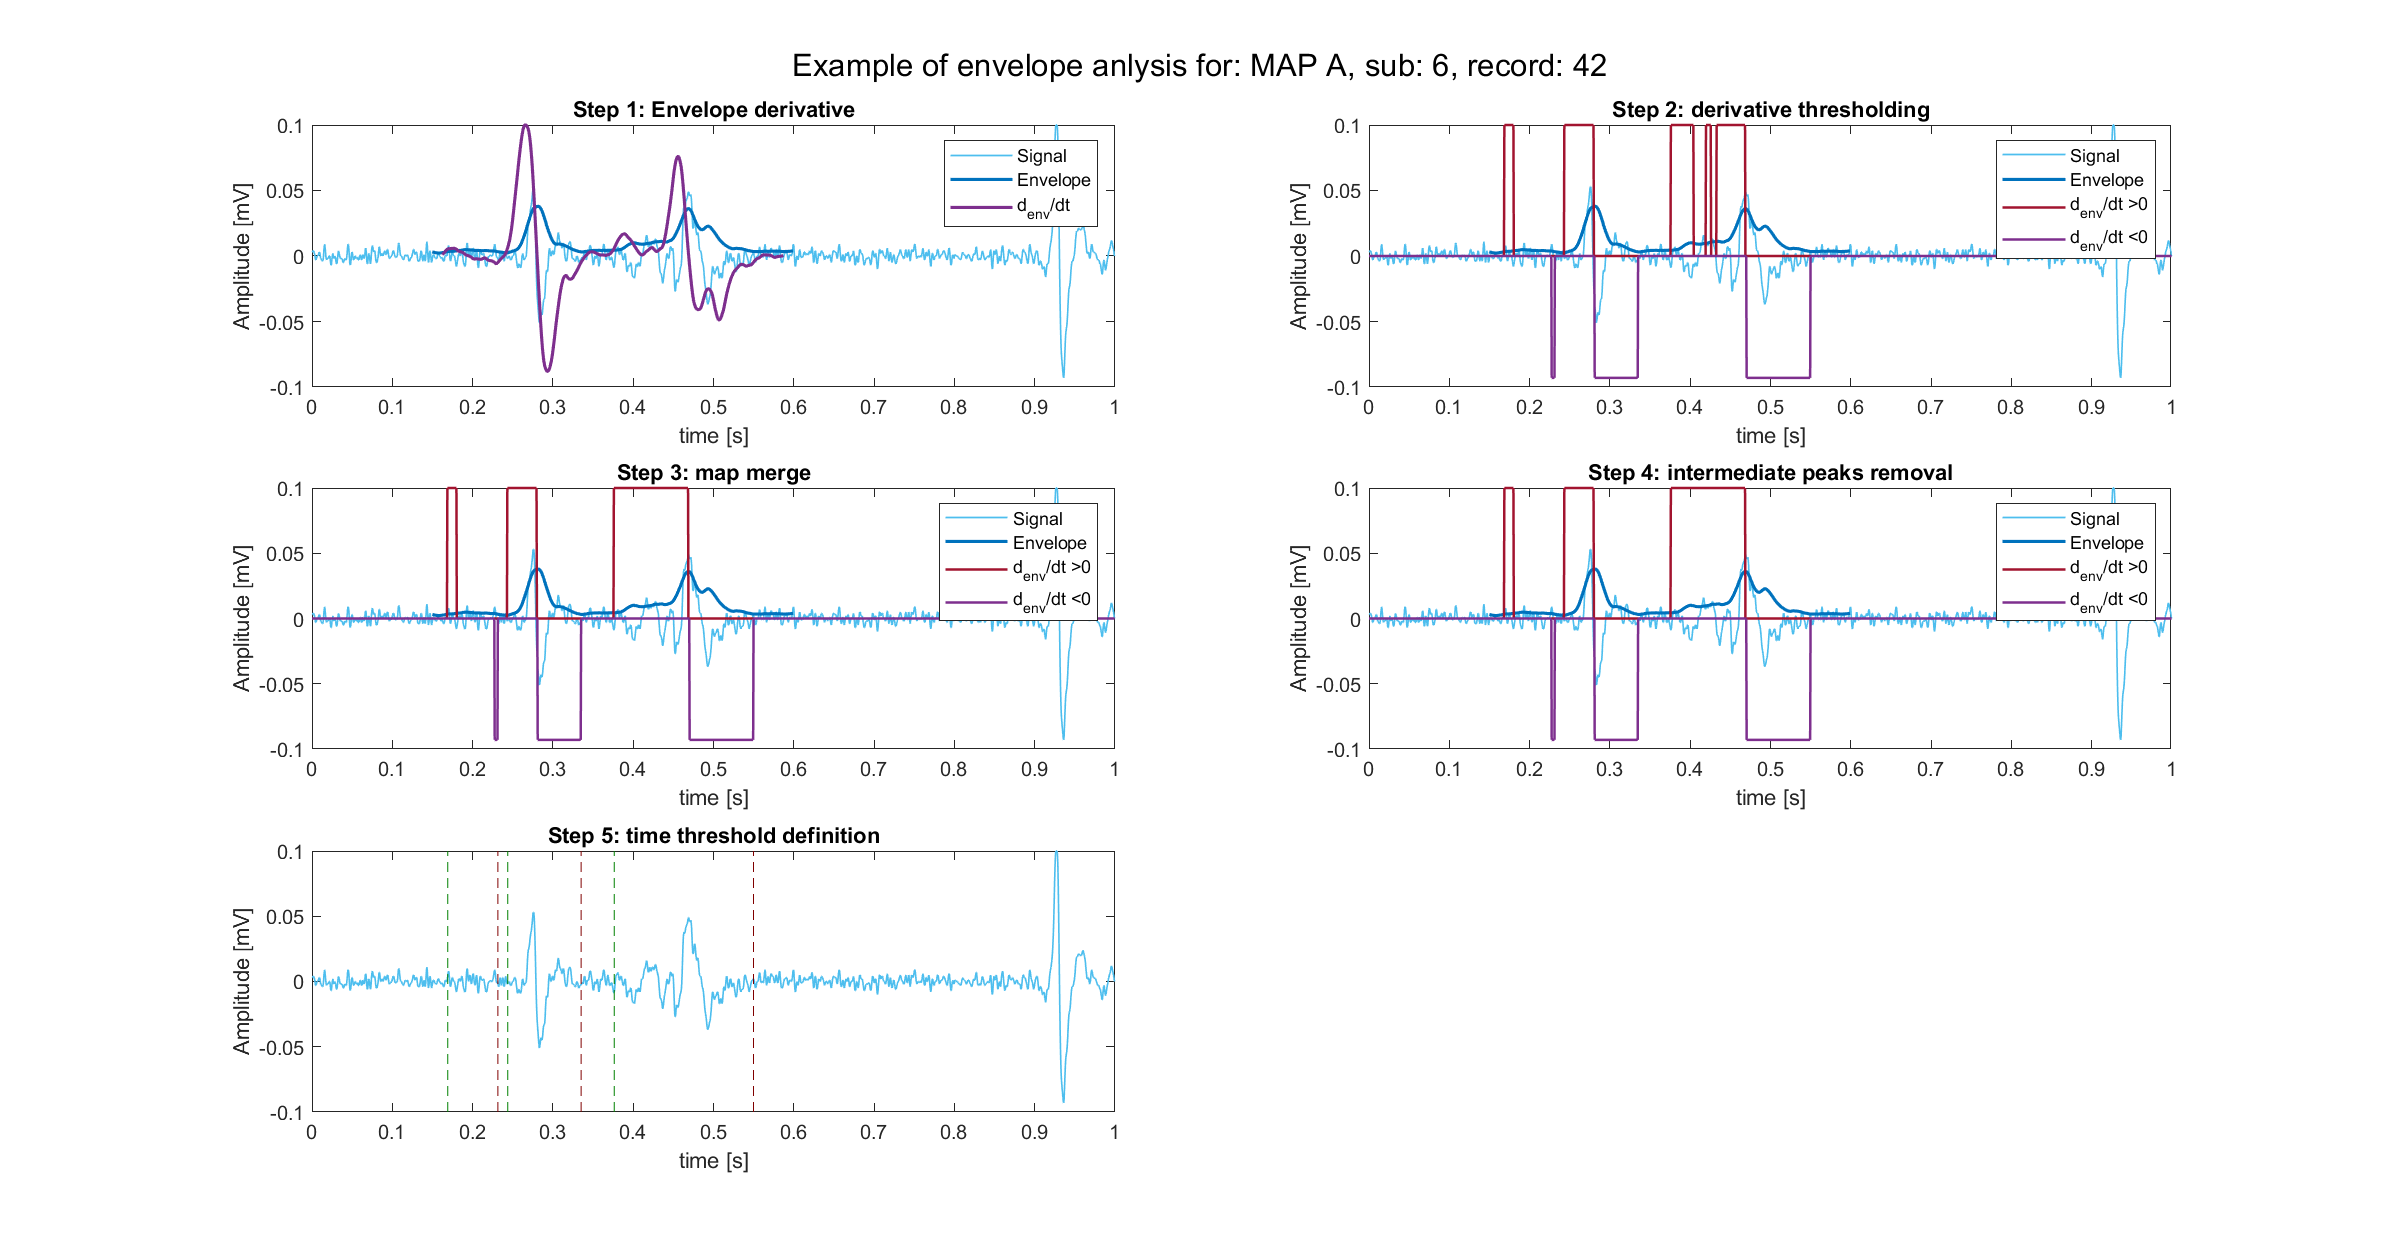 Example of envelope anlysis for: MAP A, sub: 6, record: 42
Step 1: Envelope derivative
0.1
0.05
0
-0.05
-0.1
Amplitude [mV]
0 0.1 0.2 0.3 0.4 0.5 0.6 0.7 0.8 0.9 1
time [s]
Signal
Envelope
d_env/dt
Step 2: derivative thresholding
0.1
0.05
0
-0.05
-0.1
Amplitude [mV]
0 0.1 0.2 0.3 0.4 0.5 0.6 0.7 0.8 0.9 1
time [s]
Signal
Envelope
d_env/dt >0
d_env/dt <0
Step 3: map merge
0.1
0.05
0
-0.05
-0.1
Amplitude [mV]
0 0.1 0.2 0.3 0.4 0.5 0.6 0.7 0.8 0.9 1
time [s]
Signal
Envelope
d_env/dt >0
d_env/dt <0
Step 4: intermediate peaks removal
0.1
0.05
0
-0.05
-0.1
Amplitude [mV]
0 0.1 0.2 0.3 0.4 0.5 0.6 0.7 0.8 0.9 1
time [s]
Signal
Envelope
d_env/dt >0
d_env/dt <0
Step 5: time threshold definition
0.1
0.05
0
-0.05
-0.1
Amplitude [mV]
0 0.1 0.2 0.3 0.4 0.5 0.6 0.7 0.8 0.9 1
time [s]